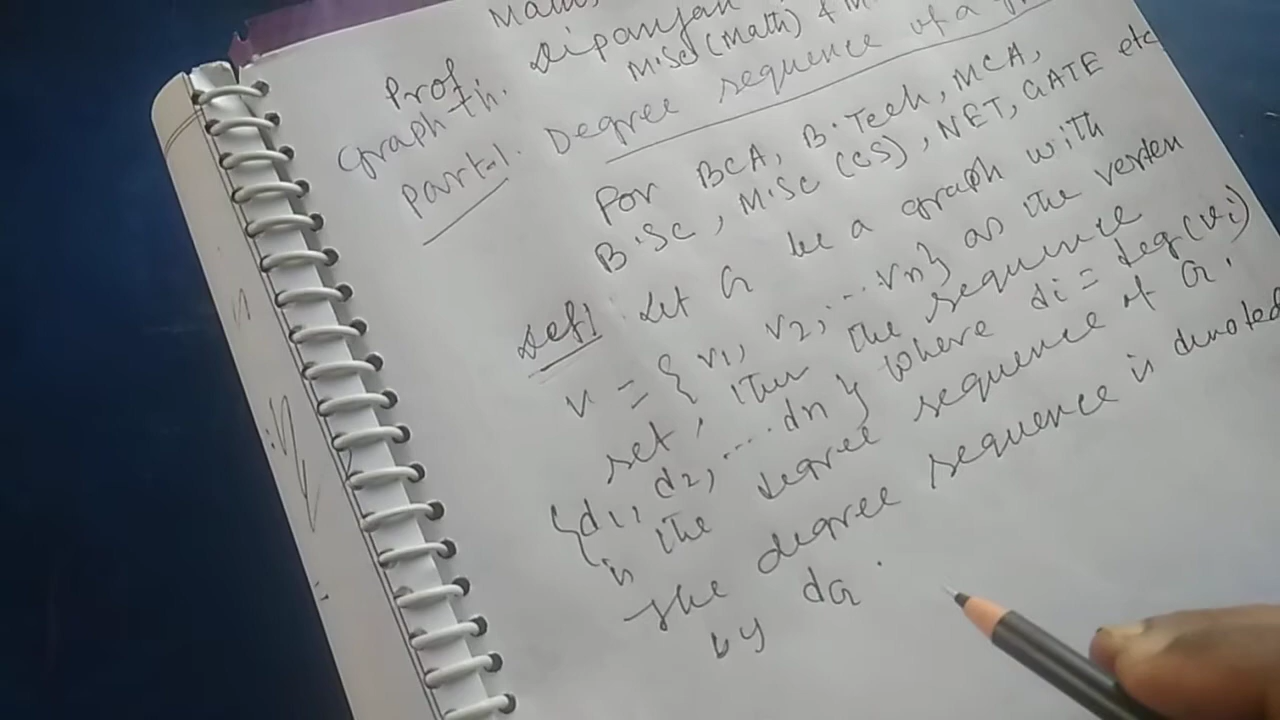 Math,
Prof. Dipanjan
M.Sc (Math) & M.
Graph Th.
Part-1. Degree sequence of a
For BCA, B.Tech, MCA,
B.Sc, M.Sc (CS), NET, GATE etc
Def: Let G be a graph with
V = {v1, v2, ... vn} as the vertex
set, then the sequence
{d1, d2, ... dn} where di = deg(vi)
is the degree sequence of G.
The degree sequence is denoted
by dG.